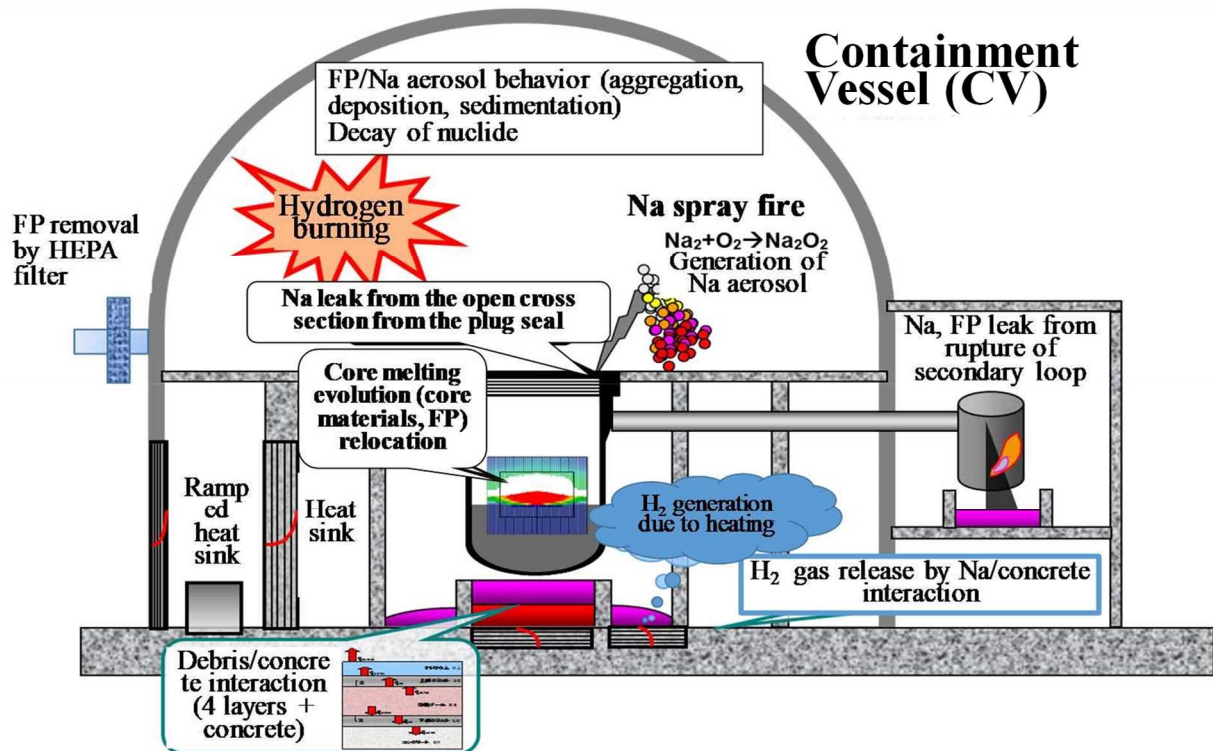 Containment
Vessel (CV)
FP/Na aerosol behavior (aggregation,
deposition, sedimentation)
Decay of nuclide
Hydrogen
burning
Na spray fire
Na₂+O₂→Na₂O₂
Generation of
Na aerosol
FP removal
by HEPA
filter
Na leak from the open cross
section from the plug seal
Na, FP leak from
rupture of
secondary loop
Core melting
evolution (core
materials, FP)
relocation
Ramp
cd
heat
sink
Heat
sink
H₂ generation
due to heating
H₂ gas release by Na/concrete
interaction
Debris/concre
te interaction
(4 layers +
concrete)